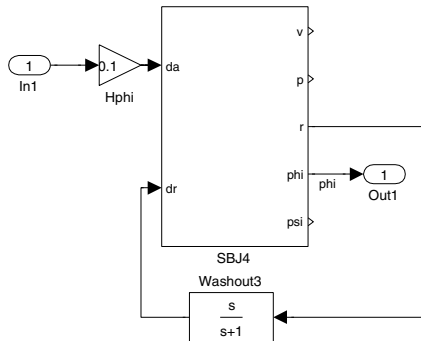 1
In1
0.1
Hphi
da
dr
v
p
r
phi
psi
SBJ4
phi
1
Out1
Washout3
s
s+1